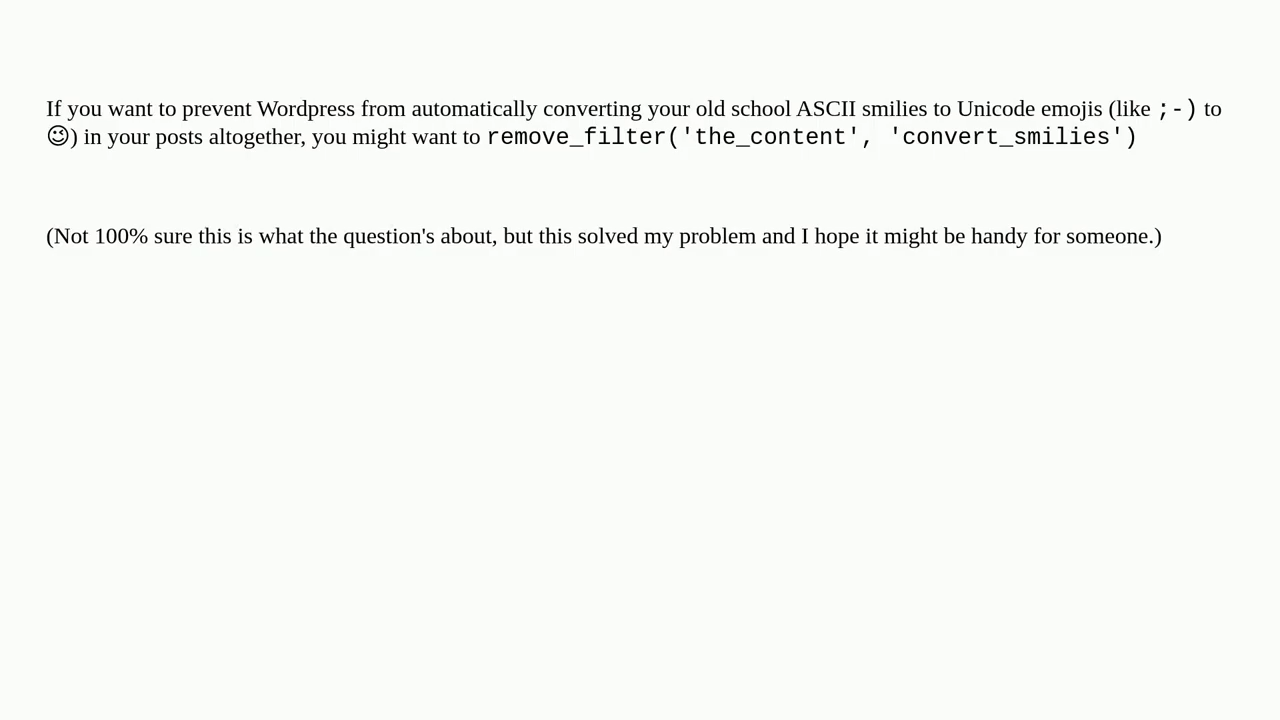 If you want to prevent Wordpress from automatically converting your old school ASCII smilies to Unicode emojis (like ;-) to
😉) in your posts altogether, you might want to remove_filter('the_content', 'convert_smilies')
(Not 100% sure this is what the question's about, but this solved my problem and I hope it might be handy for someone.)